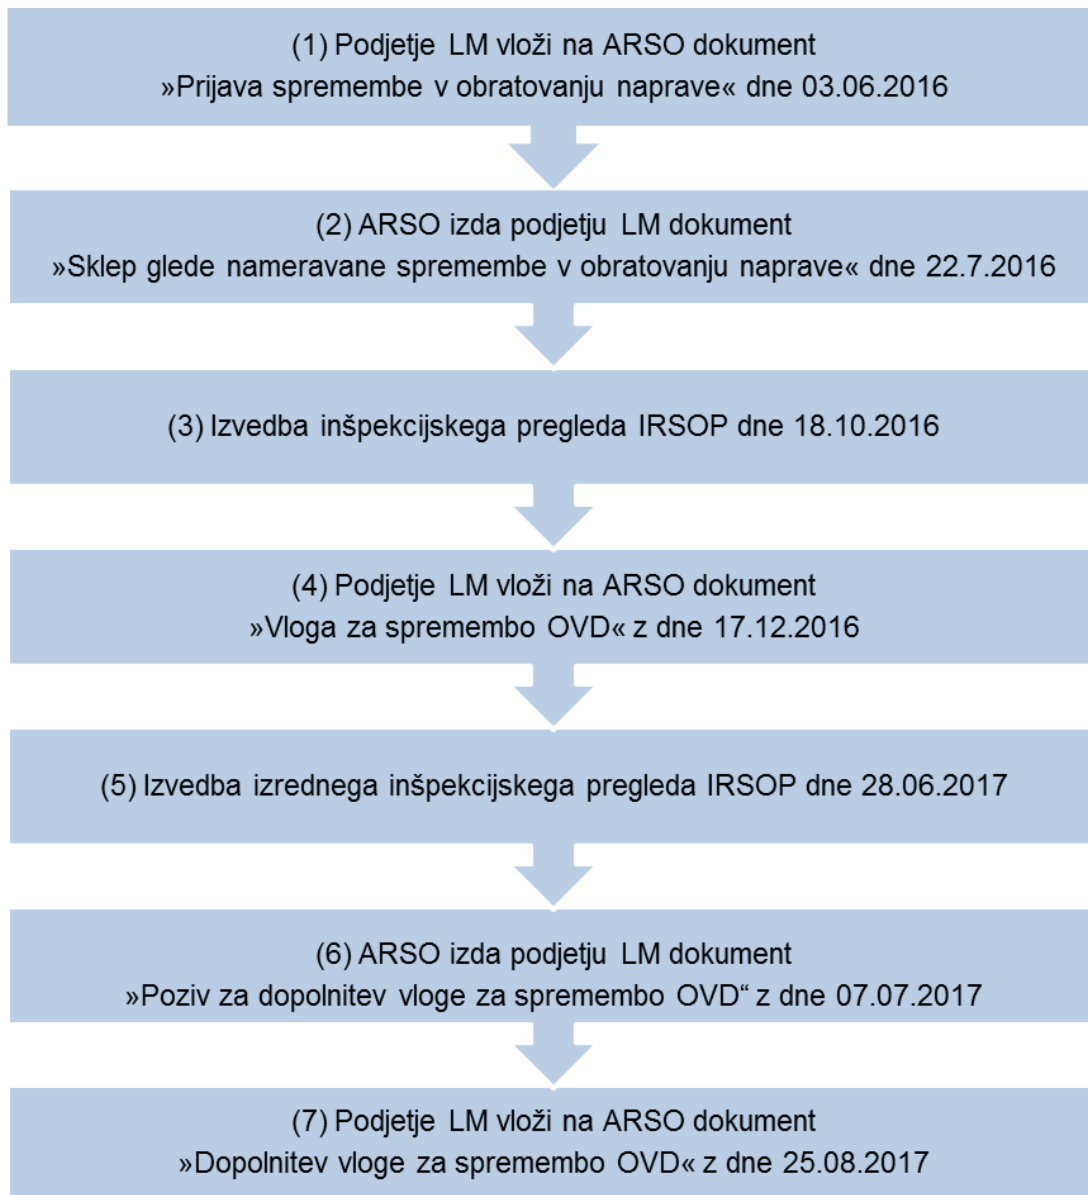 (1) Podjetje LM vloži na ARSO dokument
»Prijava spremembe v obratovanju naprave« dne 03.06.2016
(2) ARSO izda podjetju LM dokument
»Sklep glede nameravane spremembe v obratovanju naprave« dne 22.7.2016
(3) Izvedba inšpekcijskega pregleda IRSOP dne 18.10.2016
(4) Podjetje LM vloži na ARSO dokument
»Vloga za spremembo OVD« z dne 17.12.2016
(5) Izvedba izrednega inšpekcijskega pregleda IRSOP dne 28.06.2017
(6) ARSO izda podjetju LM dokument
»Poziv za dopolnitev vloge za spremembo OVD“ z dne 07.07.2017
(7) Podjetje LM vloži na ARSO dokument
»Dopolnitev vloge za spremembo OVD« z dne 25.08.2017